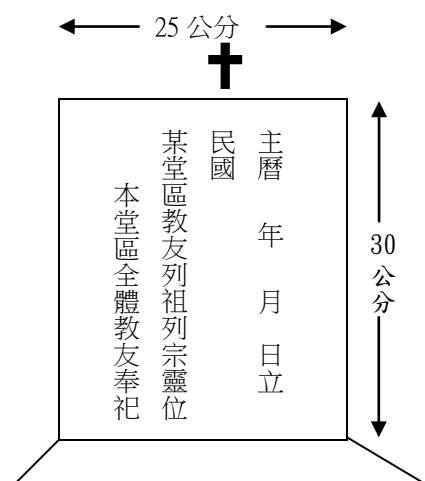 25 公分
主曆 年 月 日立
民國
某堂區教友列祖列宗靈位
本堂區全體教友奉祀
30 公分